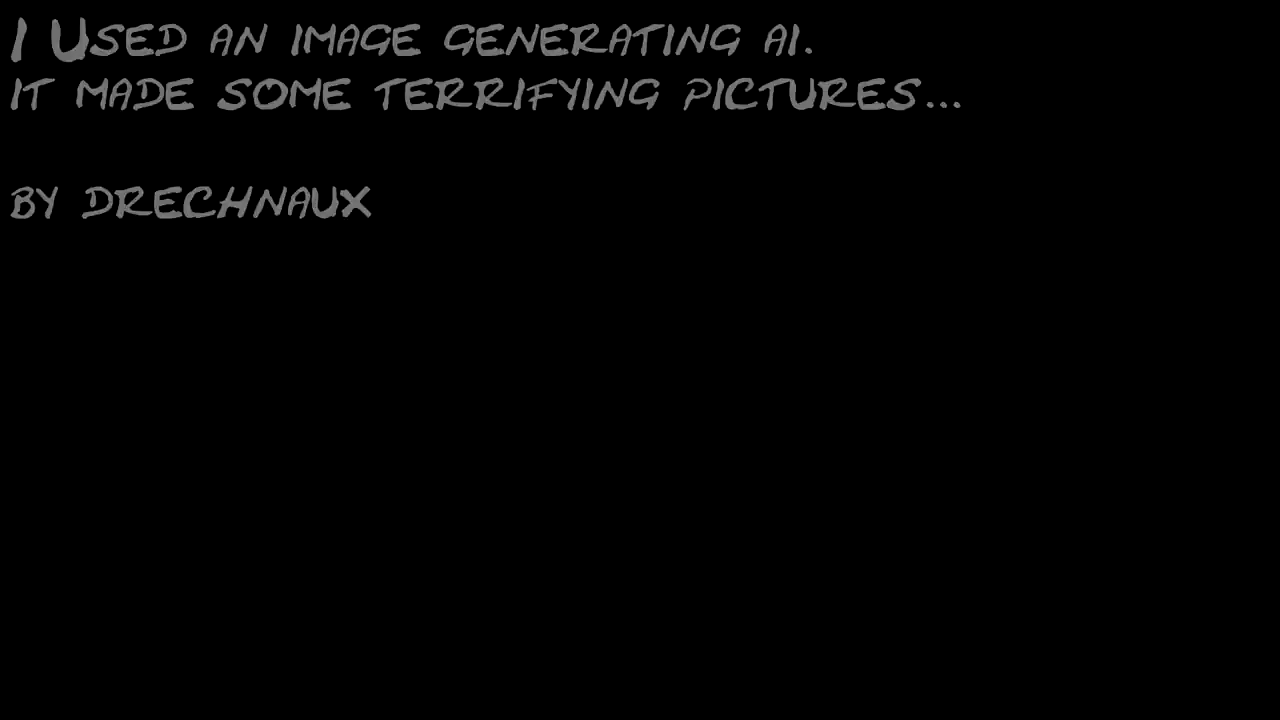 I Used an image generating ai.
it made some terrifying pictures...
by drechnaux